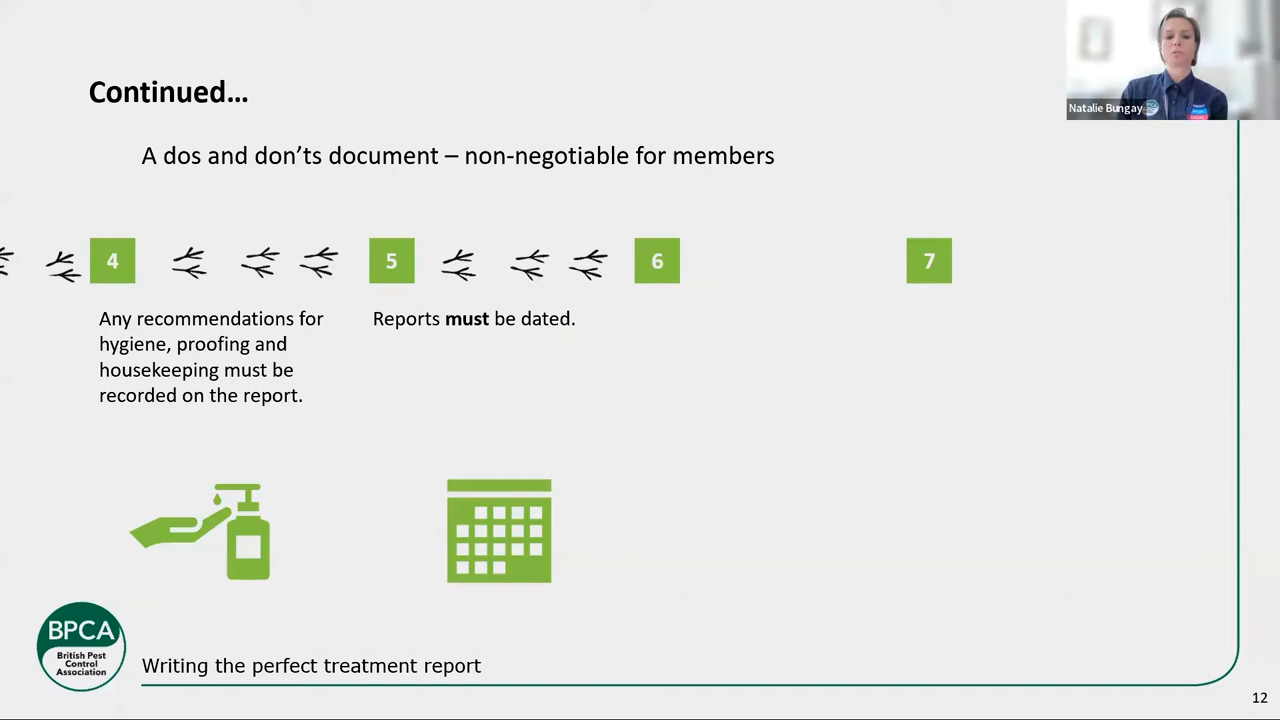 Continued…
Natalie Bungay
A dos and don'ts document – non-negotiable for members
4
5
6
7
Any recommendations for
hygiene, proofing and
housekeeping must be
recorded on the report.
Reports must be dated.
BPCA
British Pest
Control
Association
Writing the perfect treatment report
12